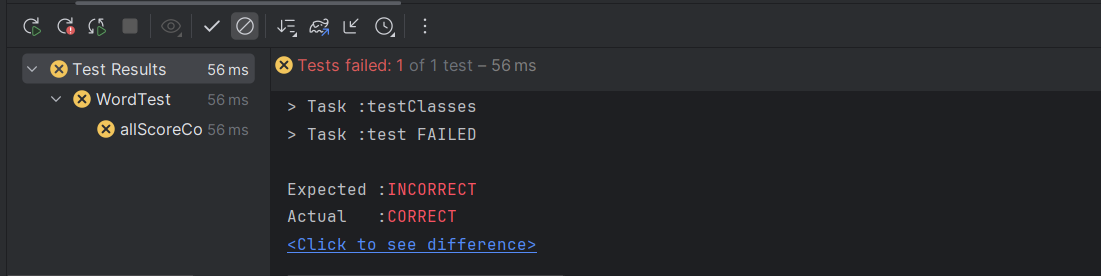 Test Results 56 ms
WordTest 56 ms
allScoreCo 56 ms
Tests failed: 1 of 1 test – 56 ms
> Task :testClasses
> Task :test FAILED
Expected :INCORRECT
Actual :CORRECT
<Click to see difference>